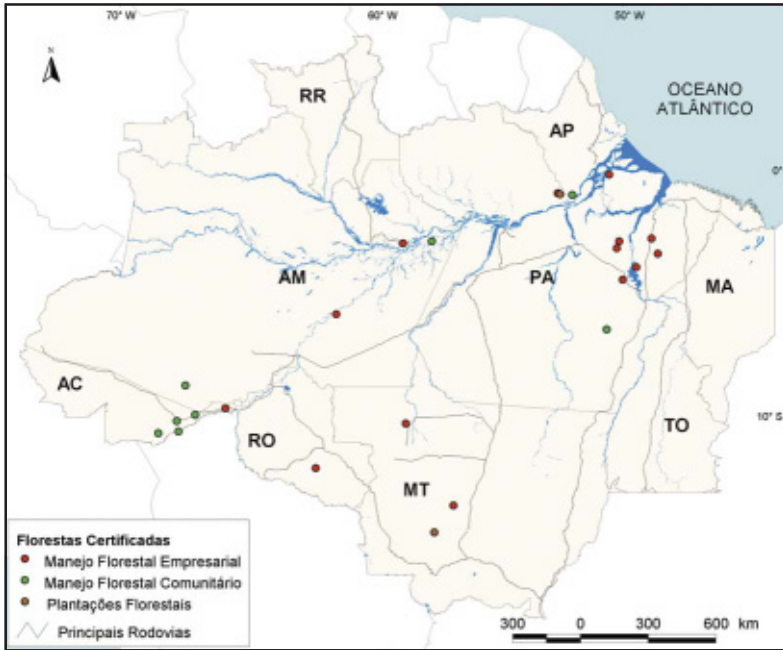 70° W 60° W 50° W
N
RR
OCEANO
ATLÂNTICO
AP
0°
AM
PA
MA
AC
10° S
RO
TO
MT
Florestas Certificadas
Manejo Florestal Empresarial
Manejo Florestal Comunitário
Plantações Florestais
Principais Rodovias
300 0 300 600 km